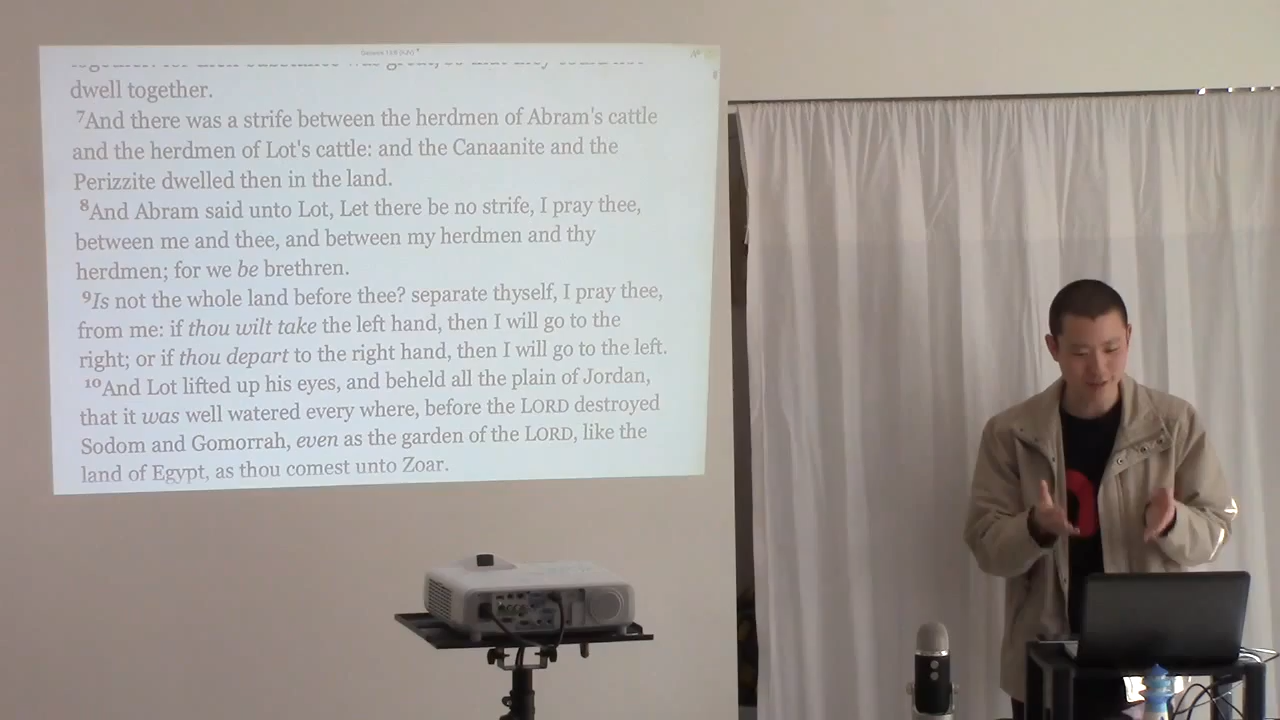 dwell together.
7And there was a strife between the herdmen of Abram's cattle
and the herdmen of Lot's cattle: and the Canaanite and the
Perizzite dwelled then in the land.
8And Abram said unto Lot, Let there be no strife, I pray thee,
between me and thee, and between my herdmen and thy
herdmen; for we be brethren.
9Is not the whole land before thee? separate thyself, I pray thee,
from me: if thou wilt take the left hand, then I will go to the
right; or if thou depart to the right hand, then I will go to the left.
10And Lot lifted up his eyes, and beheld all the plain of Jordan,
that it was well watered every where, before the LORD destroyed
Sodom and Gomorrah, even as the garden of the LORD, like the
land of Egypt, as thou comest unto Zoar.